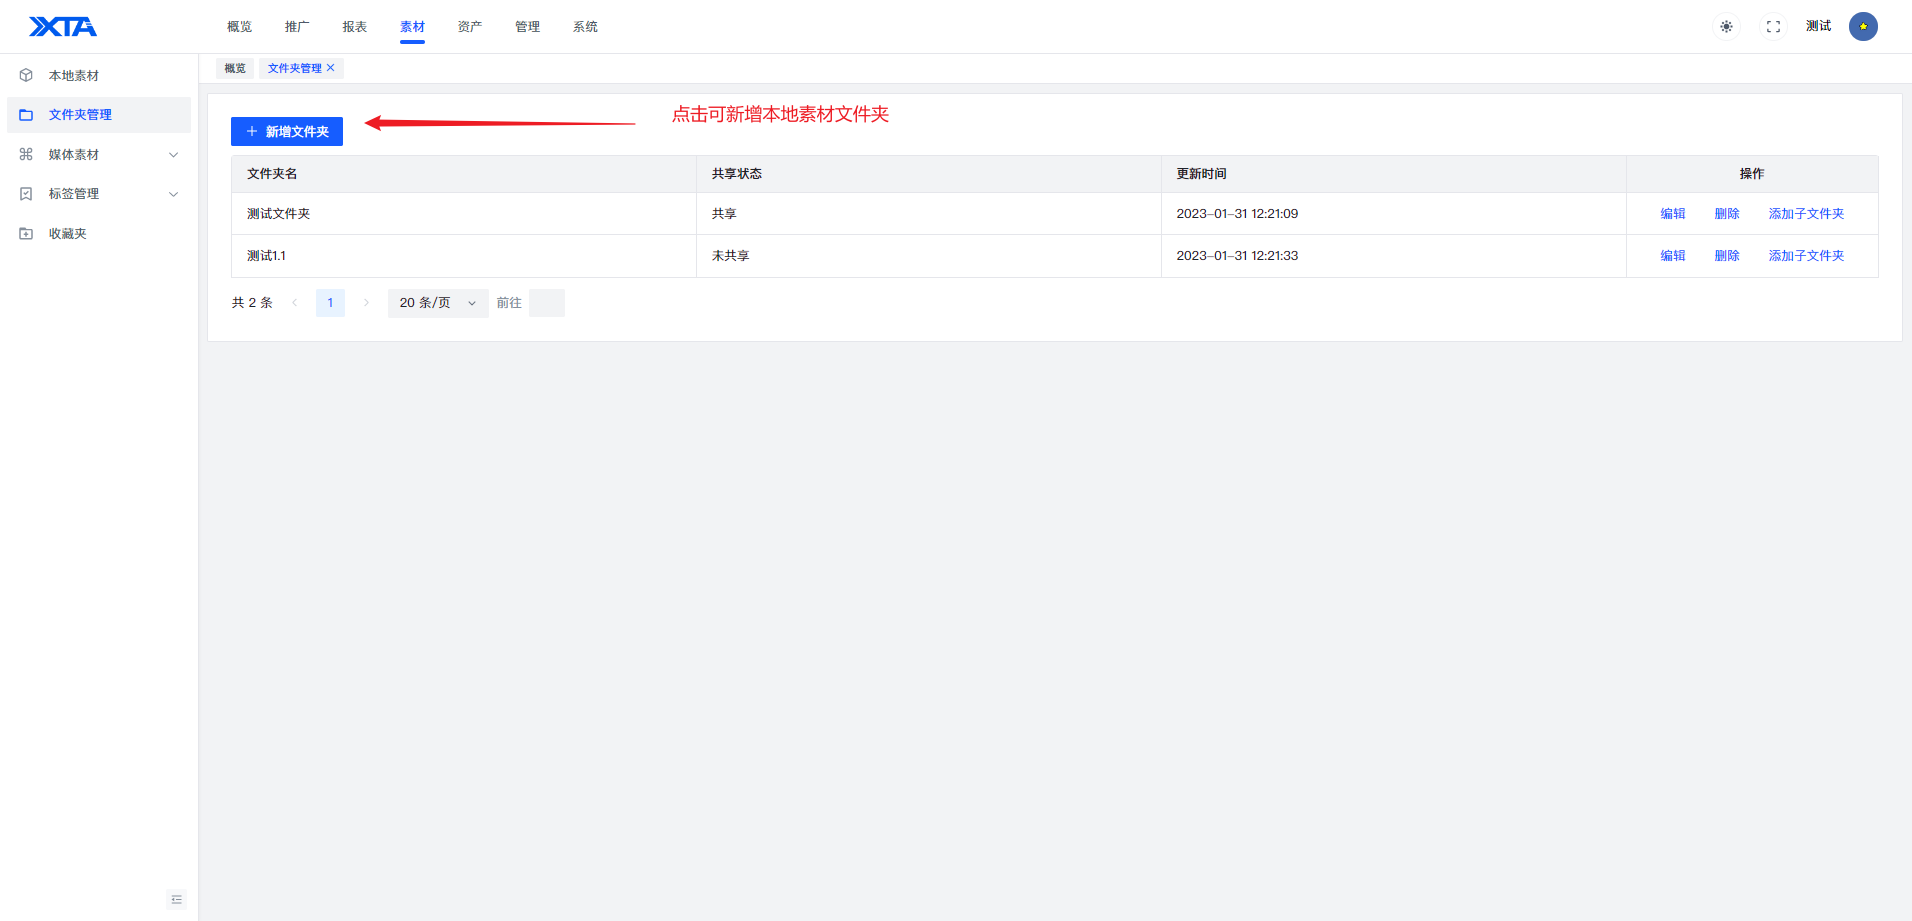 XXTA
概览 推广 报表 素材 资产 管理 系统
测试
本地素材
文件夹管理
媒体素材
标签管理
收藏夹
概览 文件夹管理
新增文件夹
点击可新增本地素材文件夹
文件夹名 共享状态 更新时间 操作
测试文件夹 共享 2023-01-31 12:21:09 编辑 删除 添加子文件夹
测试1.1 未共享 2023-01-31 12:21:33 编辑 删除 添加子文件夹
共 2 条 1 20 条/页 前往